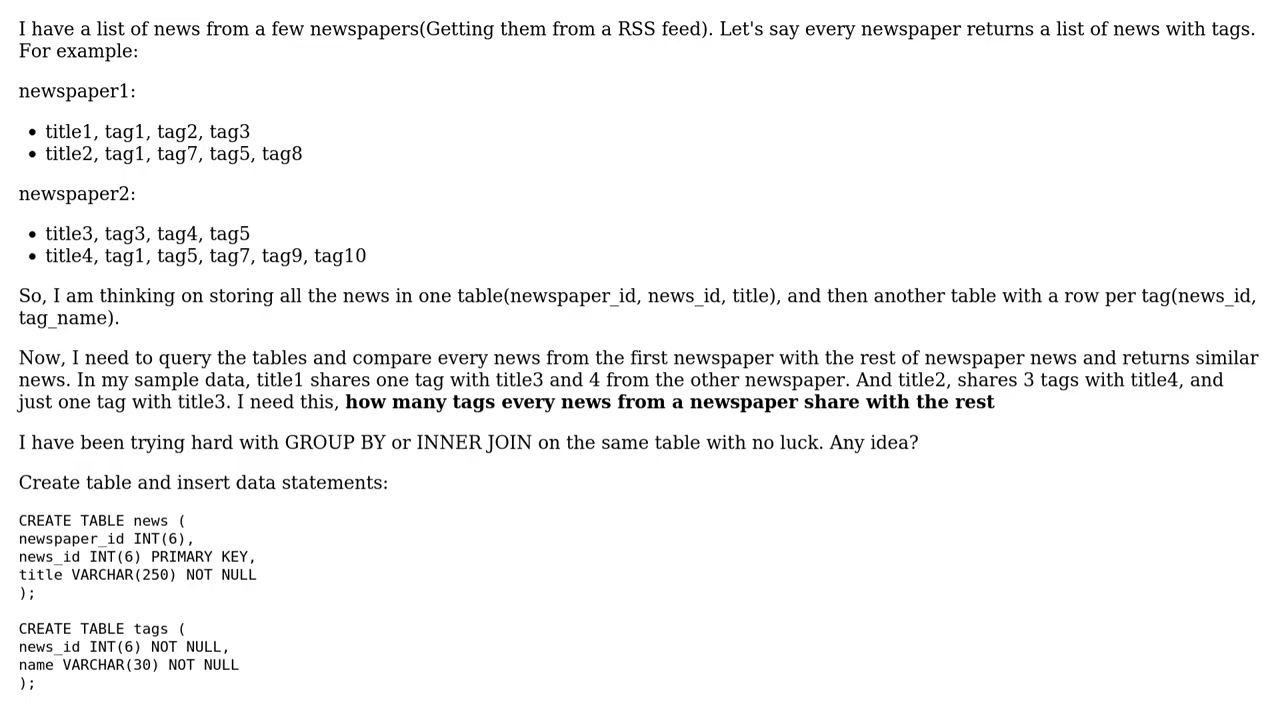 I have a list of news from a few newspapers(Getting them from a RSS feed). Let's say every newspaper returns a list of news with tags.
For example:
newspaper1:
• title1, tag1, tag2, tag3
• title2, tag1, tag7, tag5, tag8
newspaper2:
• title3, tag3, tag4, tag5
• title4, tag1, tag5, tag7, tag9, tag10
So, I am thinking on storing all the news in one table(newspaper_id, news_id, title), and then another table with a row per tag(news_id,
tag_name).
Now, I need to query the tables and compare every news from the first newspaper with the rest of newspaper news and returns similar
news. In my sample data, title1 shares one tag with title3 and 4 from the other newspaper. And title2, shares 3 tags with title4, and
just one tag with title3. I need this, how many tags every news from a newspaper share with the rest
I have been trying hard with GROUP BY or INNER JOIN on the same table with no luck. Any idea?
Create table and insert data statements:
CREATE TABLE news (
newspaper_id INT(6),
news_id INT(6) PRIMARY KEY,
title VARCHAR(250) NOT NULL
);
CREATE TABLE tags (
news_id INT(6) NOT NULL,
name VARCHAR(30) NOT NULL
);